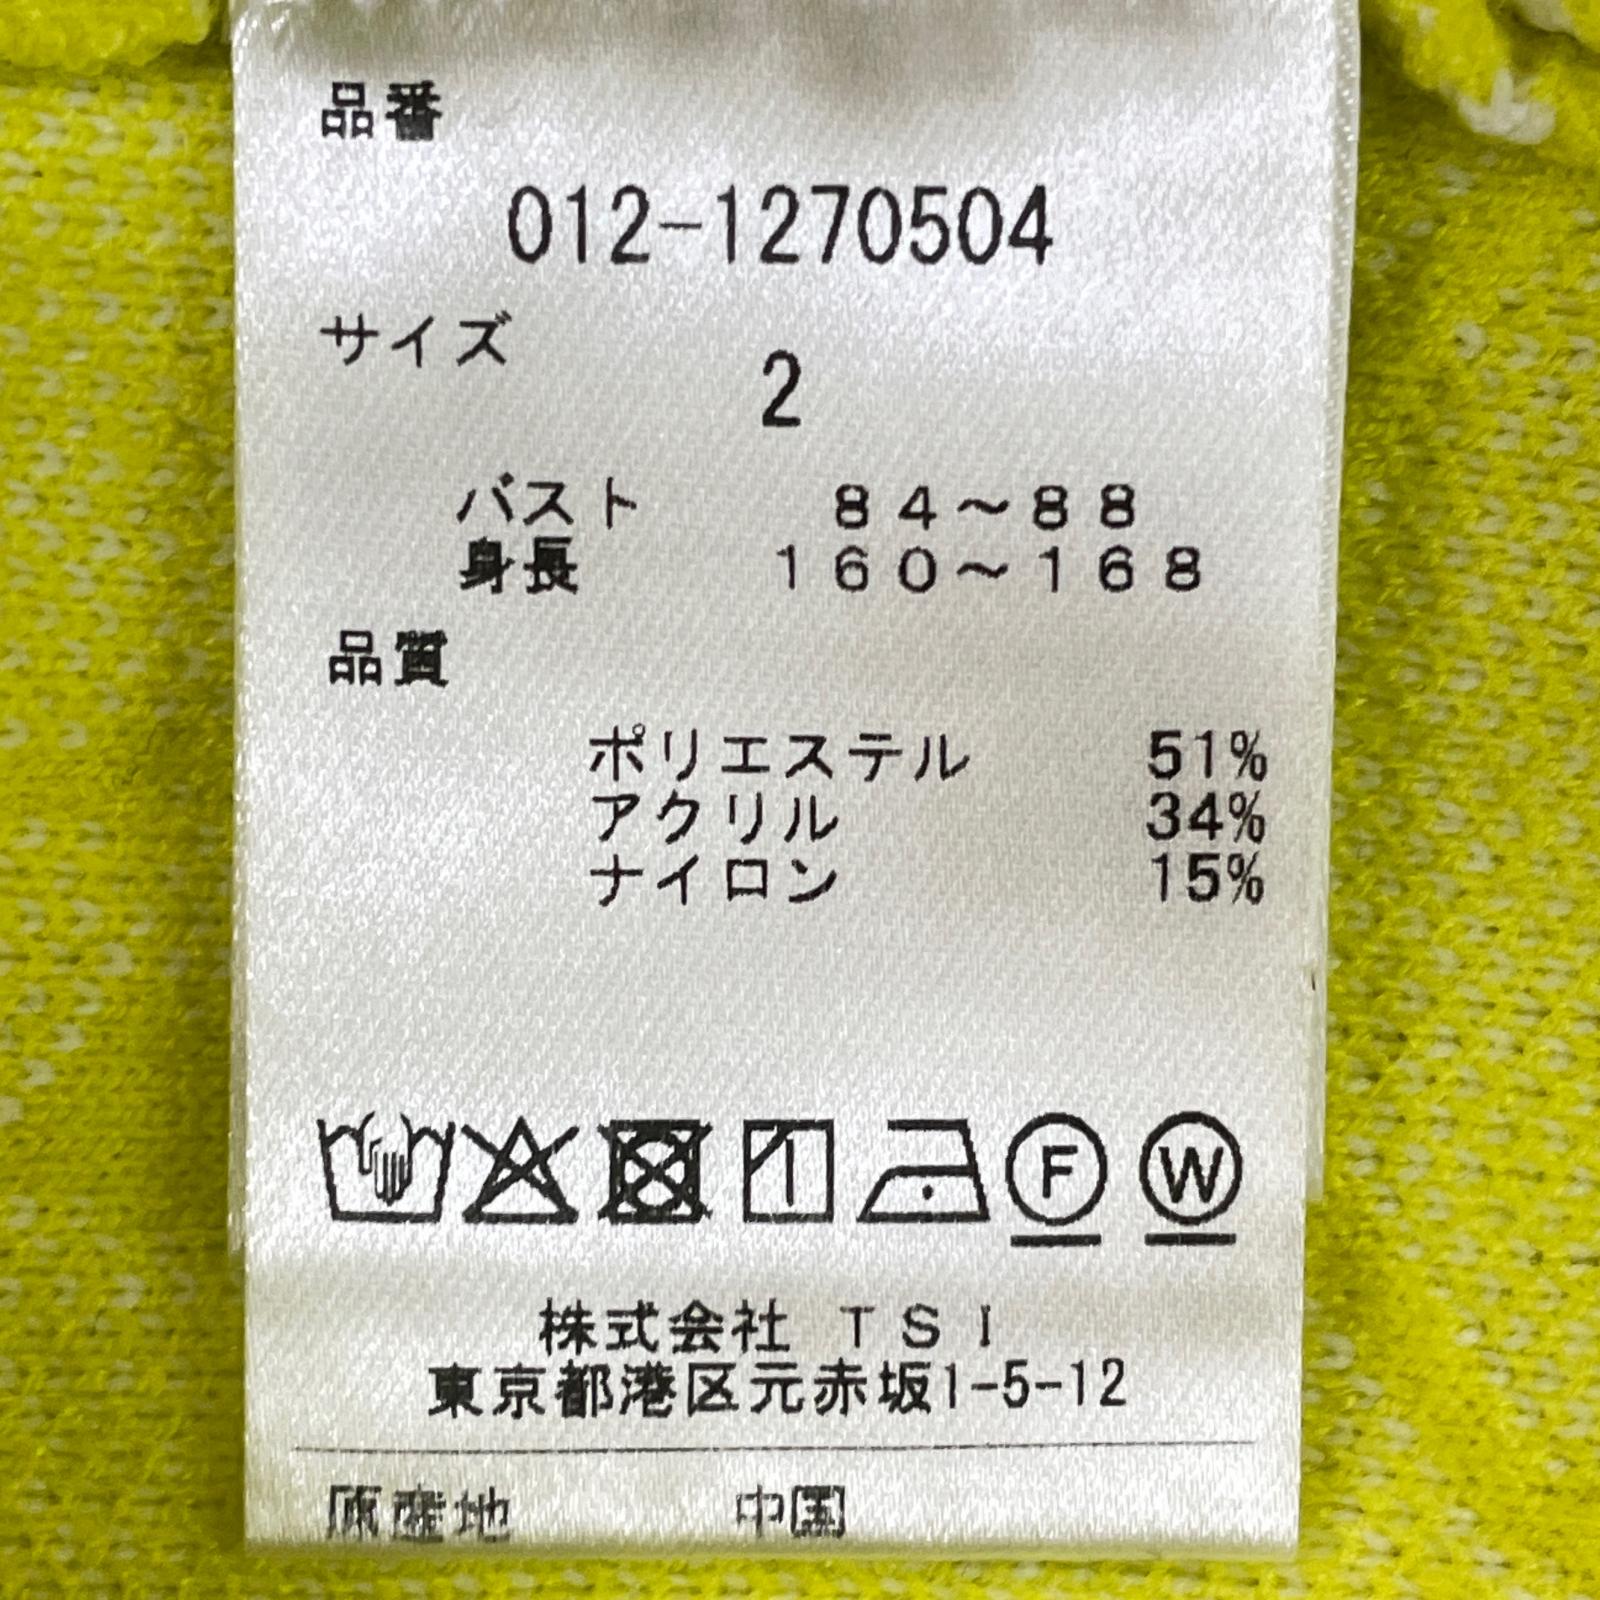 品番
012-1270504
サイズ
2
バスト 84～88
身長 160～168
品質
ポリエステル 51%
アクリル 34%
ナイロン 15%
F W
株式会社 TSI
東京都港区元赤坂1-5-12
原産地 中国